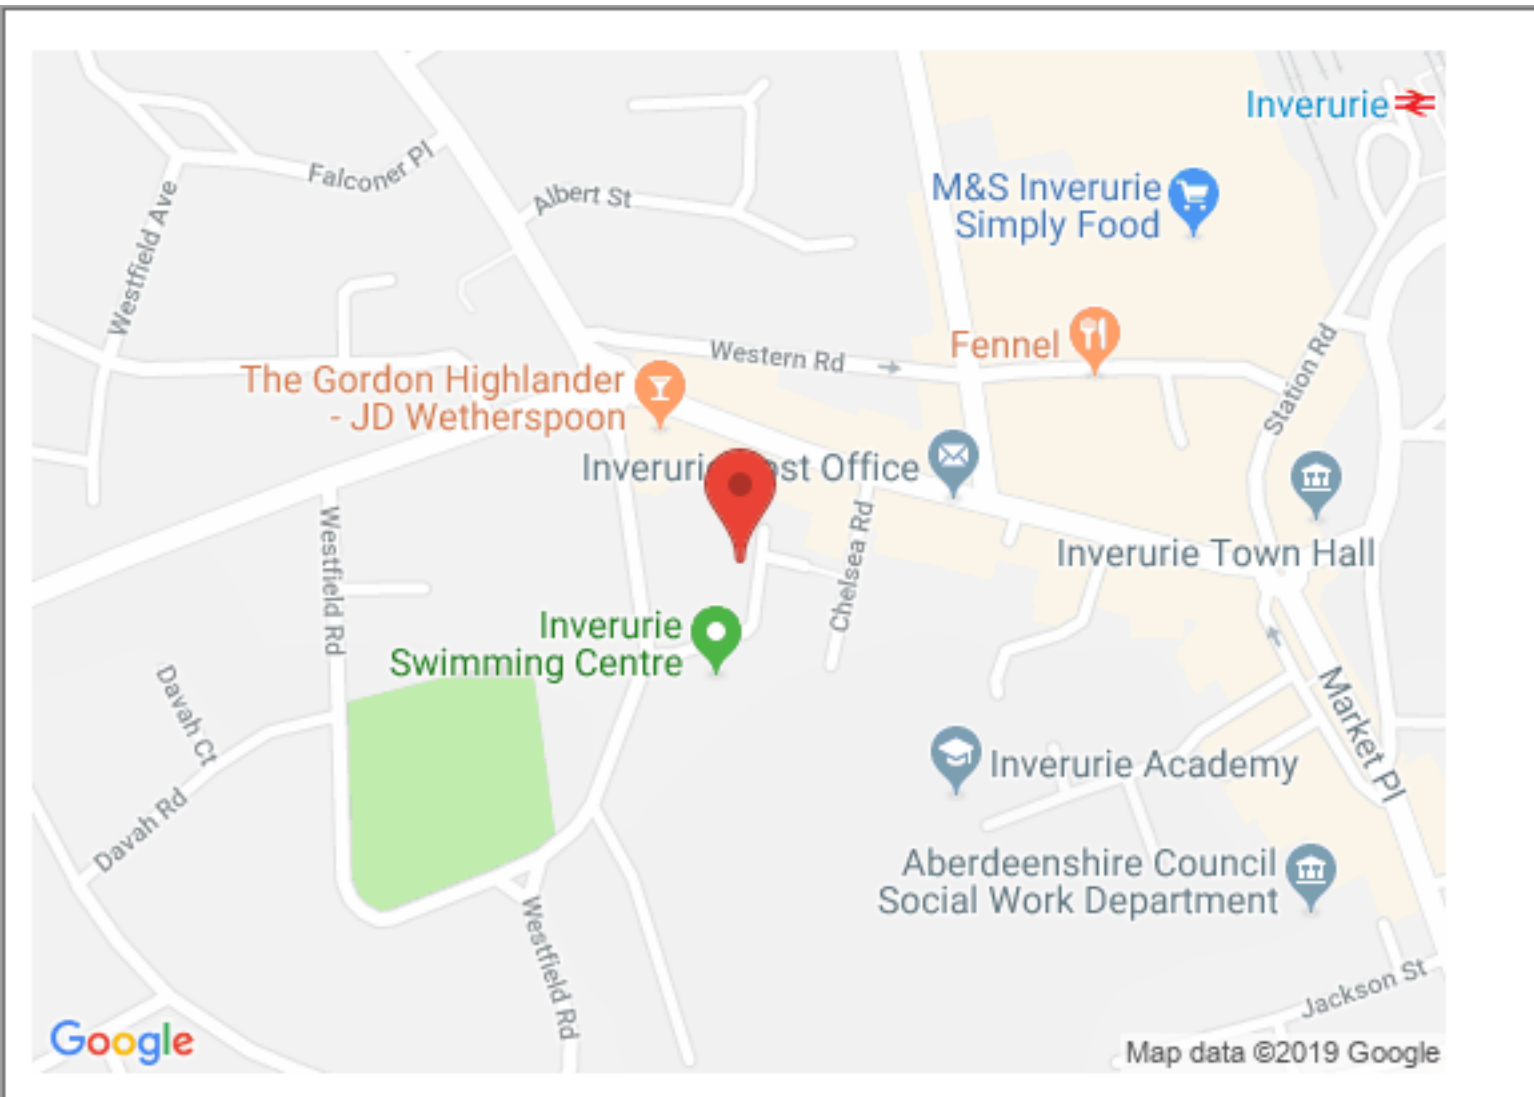 Inverurie
Falconer Pl
Albert St
M&S Inverurie
Simply Food
Westfield Ave
Western Rd
Fennel
The Gordon Highlander
- JD Wetherspoon
Station Rd
Inverurie Post Office
Chelsea Rd
Inverurie Town Hall
Westfield Rd
Inverurie
Swimming Centre
Davah Ct
Market Pl
Inverurie Academy
Davah Rd
Aberdeenshire Council
Social Work Department
Westfield Rd
Jackson St
Google
Map data ©2019 Google